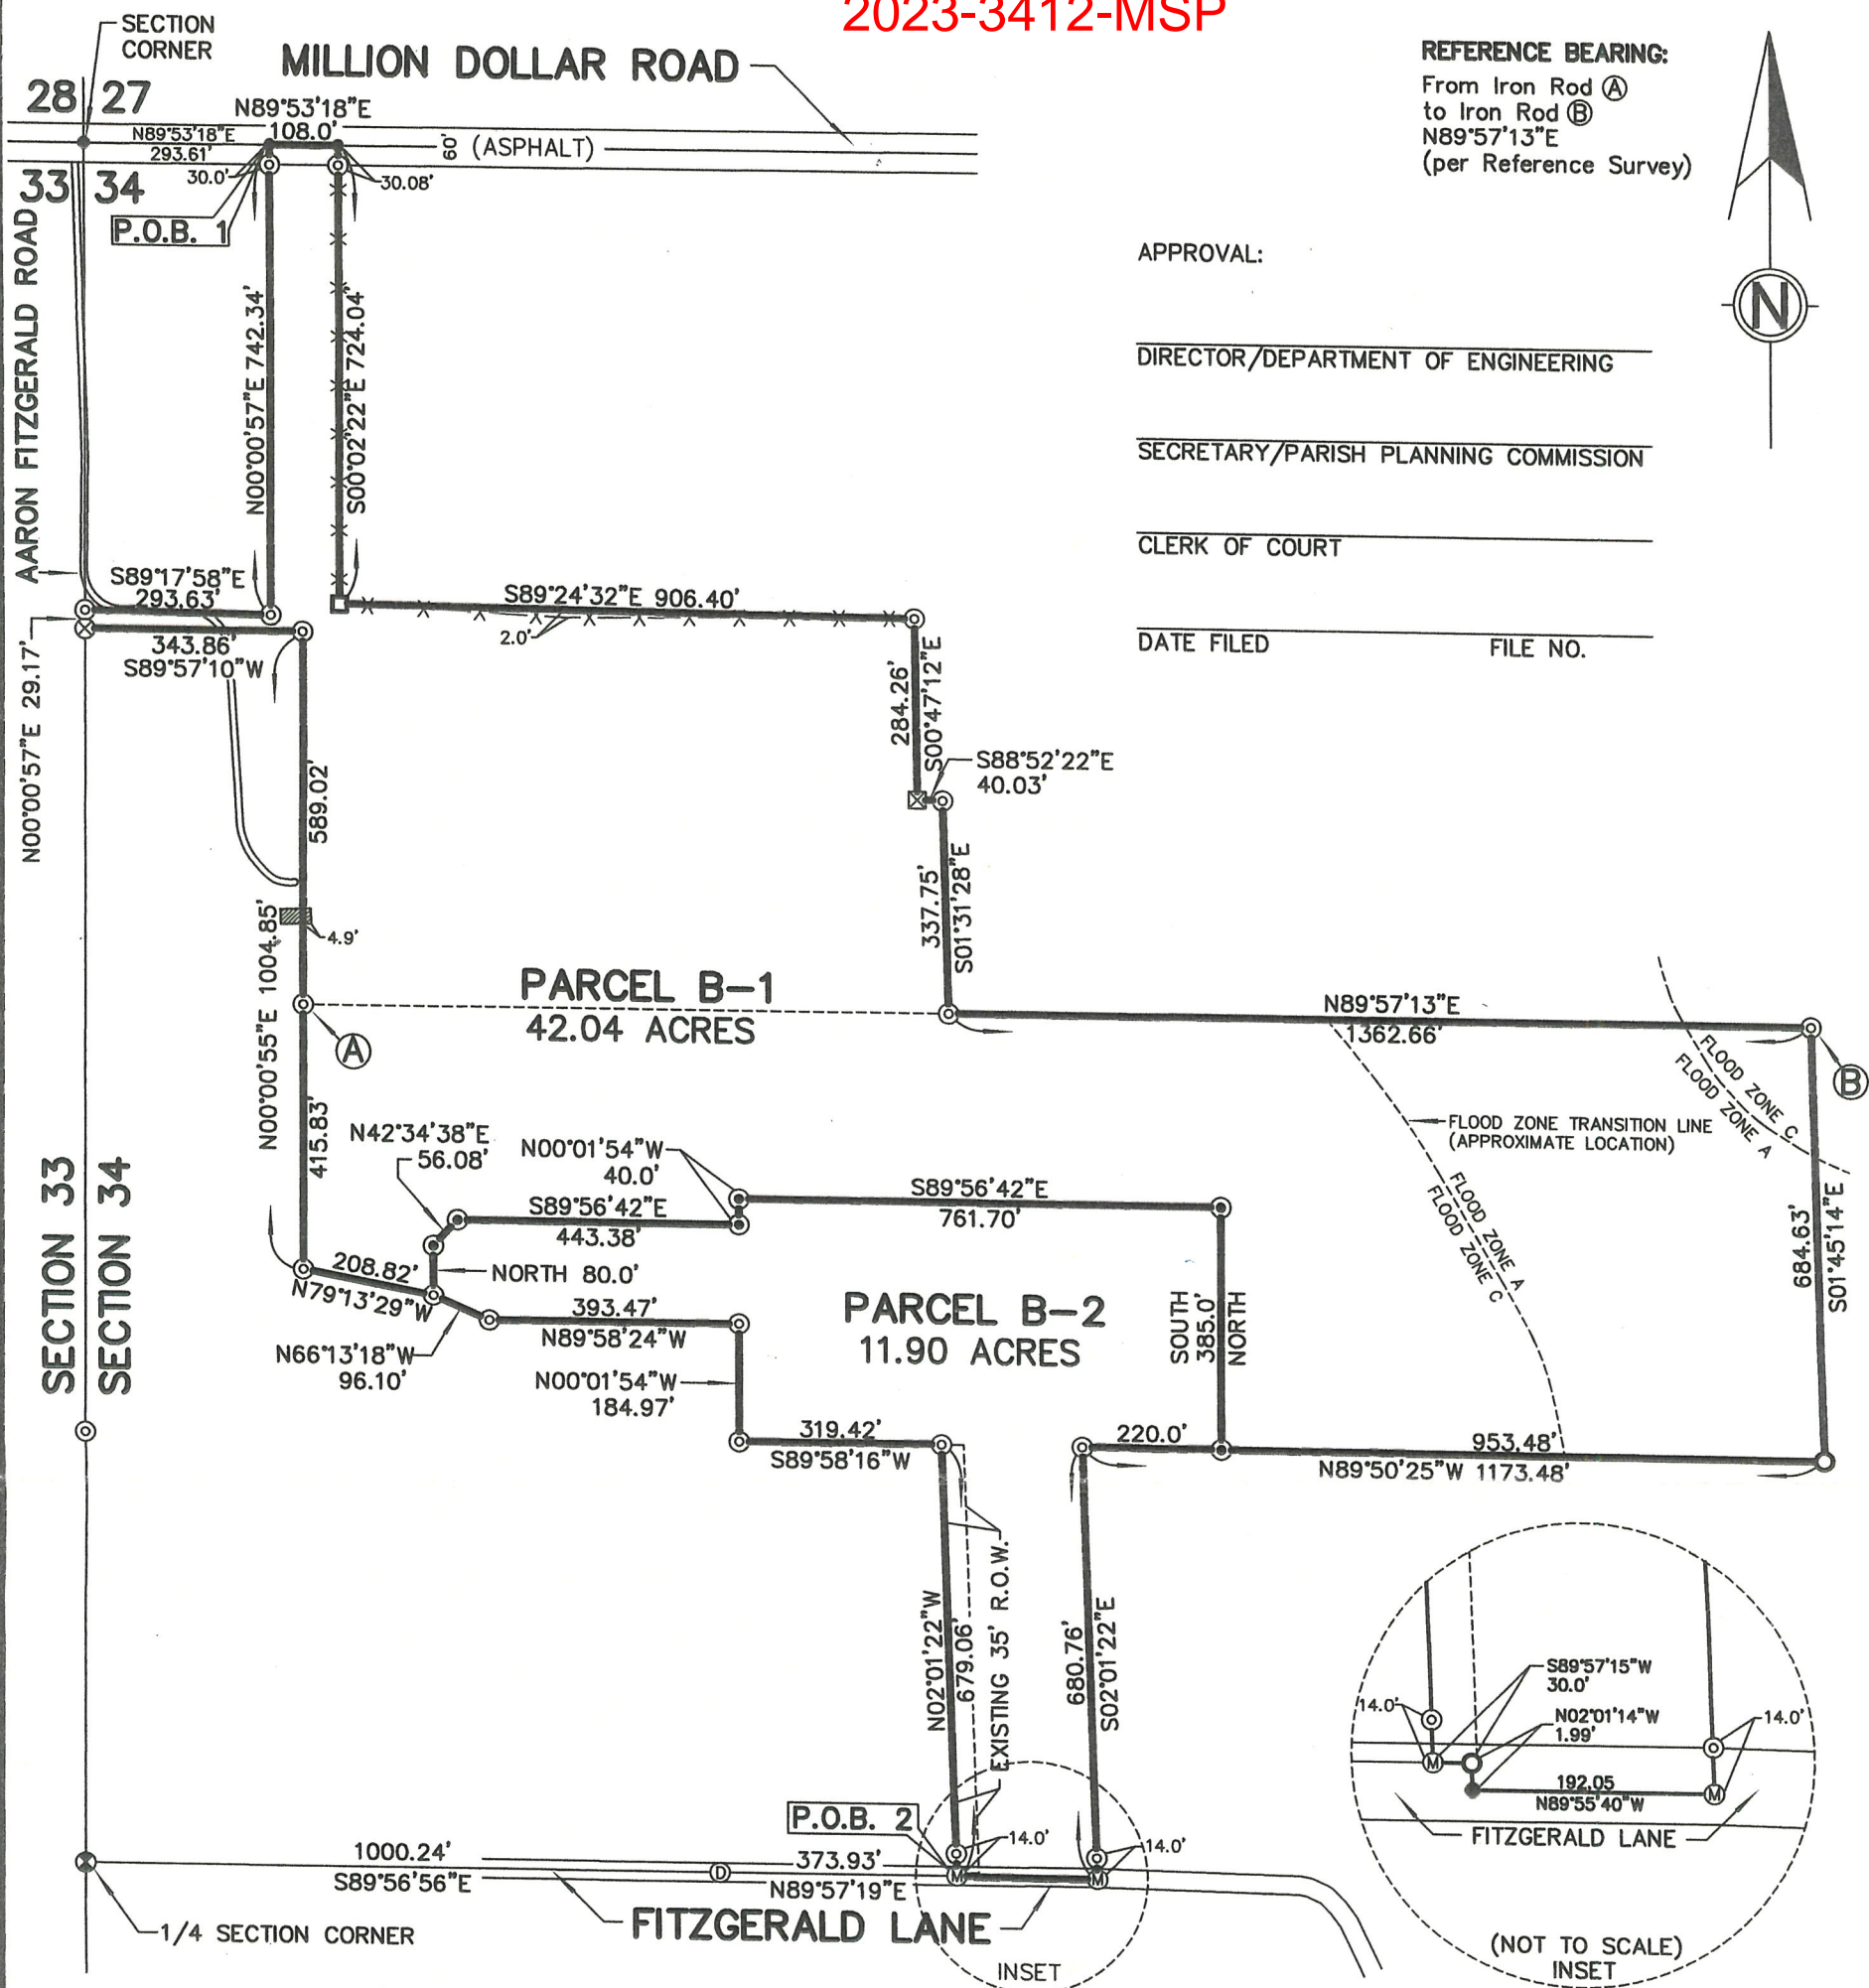 2023-3412-MSP
SECTION
CORNER
MILLION DOLLAR ROAD
REFERENCE BEARING:
From Iron Rod Ⓐ
to Iron Rod Ⓑ
N89°57'13"E
(per Reference Survey)
28 27
N89°53'18"E
108.0'
N89°53'18"E
293.61'
60'
(ASPHALT)
33 34
30.0'
30.08'
P.O.B. 1
AARON FITZGERALD ROAD
N00°00'57"E 742.34'
S00°02'22"E 724.04'
N
APPROVAL:
DIRECTOR/DEPARTMENT OF ENGINEERING
SECRETARY/PARISH PLANNING COMMISSION
CLERK OF COURT
DATE FILED
FILE NO.
S89°17'58"E
293.63'
S89°24'32"E 906.40'
2.0'
343.86'
S89°57'10"W
N00°00'57"E 29.17'
284.26'
S00°47'12"E
S88°52'22"E
40.03'
589.02'
337.75'
S01°31'28"E
4.9'
N00°00'55"E 1004.85'
PARCEL B-1
42.04 ACRES
A
N89°57'13"E
1362.66'
B
FLOOD ZONE C
FLOOD ZONE A
FLOOD ZONE TRANSITION LINE
(APPROXIMATE LOCATION)
FLOOD ZONE A
FLOOD ZONE C
415.83'
N42°34'38"E
56.08'
N00°01'54"W
40.0'
S89°56'42"E
443.38'
S89°56'42"E
761.70'
684.63'
S01°45'14"E
SECTION 33
SECTION 34
208.82'
N79°13'29"W
NORTH 80.0'
393.47'
N89°58'24"W
N66°13'18"W
96.10'
N00°01'54"W
184.97'
PARCEL B-2
11.90 ACRES
SOUTH
385.0'
NORTH
319.42'
S89°58'16"W
220.0'
953.48'
N89°50'25"W 1173.48'
N02°01'22"W
679.06'
EXISTING 35' R.O.W.
680.76'
S02°01'22"E
P.O.B. 2
14.0'
14.0'
M
M
1000.24'
S89°56'56"E
D
373.93'
N89°57'19"E
1/4 SECTION CORNER
FITZGERALD LANE
INSET
S89°57'15"W
30.0'
14.0'
N02°01'14"W
1.99'
14.0'
M
192.05
N89°55'40"W
M
FITZGERALD LANE
(NOT TO SCALE)
INSET